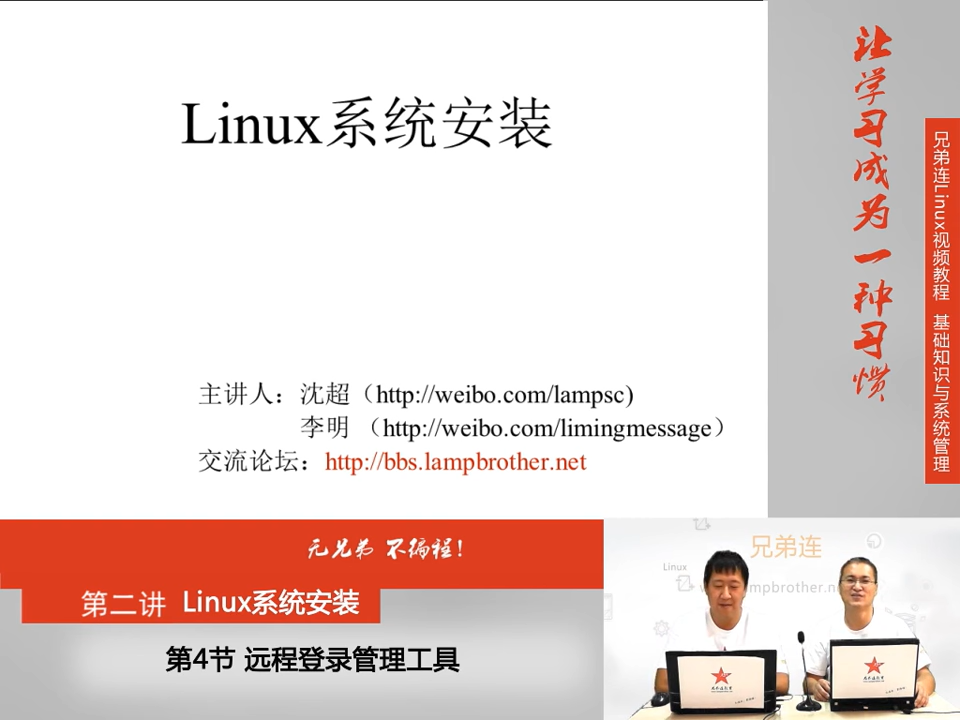 Linux系统安装
主讲人：沈超（http://weibo.com/lampsc)
李明 （http://weibo.com/limingmessage）
交流论坛：http://bbs.lampbrother.net
让学习成为一种习惯
兄弟连Linux视频教程 基础知识与系统管理
无兄弟 不编程！
第二讲 Linux系统安装
第4节 远程登录管理工具
兄弟连
Linux